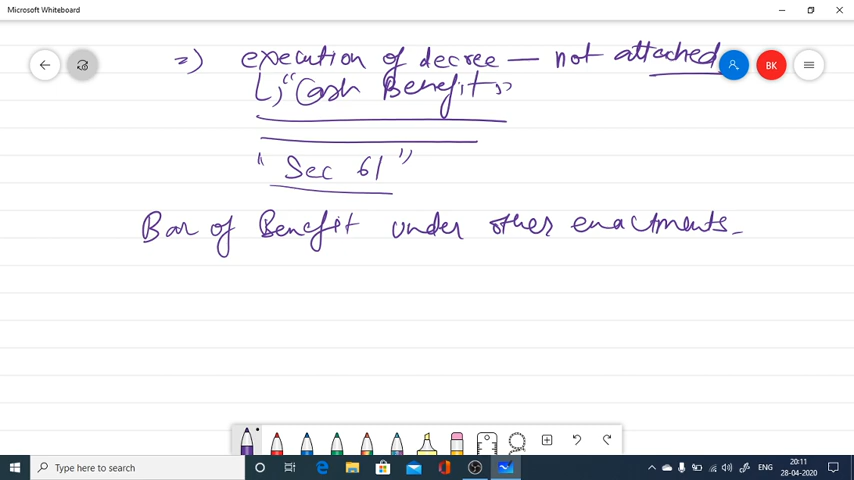 Microsoft Whiteboard
=) execution of decree — not attached
L, "Cash Benefits"
BK
"Sec 61"
Bar of Benefit under other enactments.
Type here to search
ENG
20:11
28-04-2020